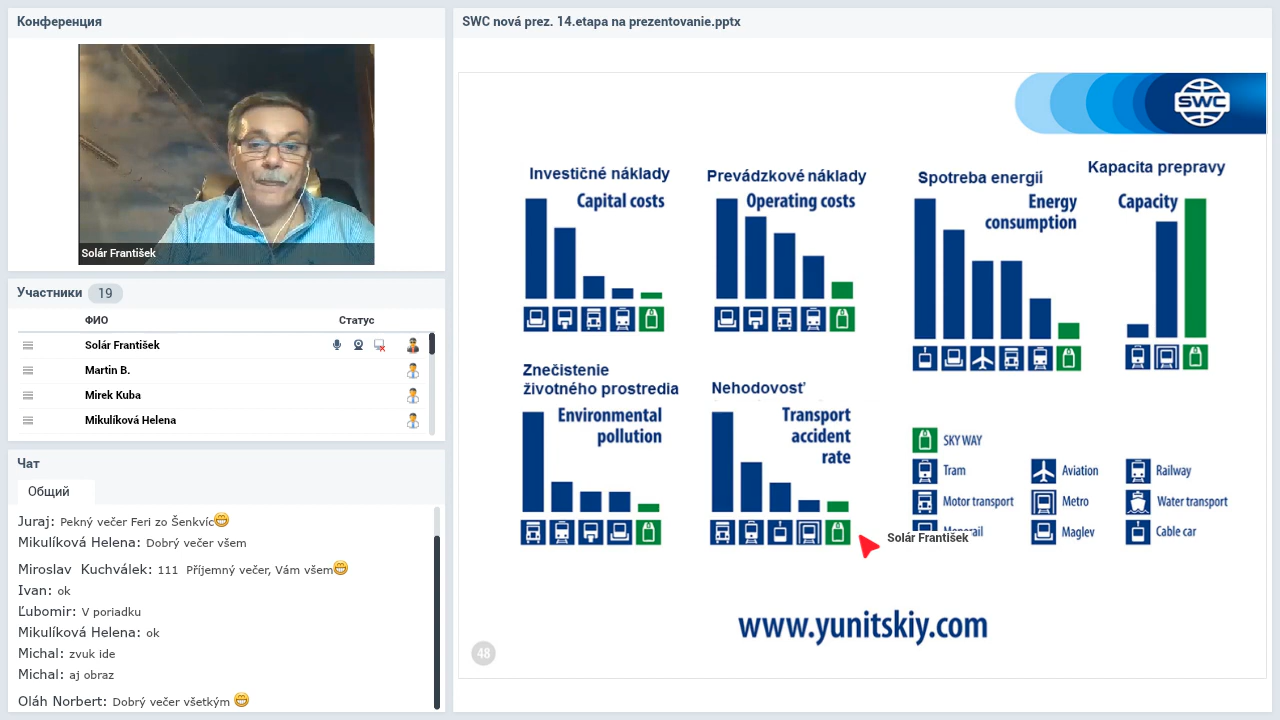 Конференция
Solár František
Участники 19
ФИО Статус
Solár František
Martin B.
Mirek Kuba
Mikulíková Helena
Чат
Общий
Juraj: Pekný večer Feri zo Šenkvíc
Mikulíková Helena: Dobrý večer všem
Miroslav Kuchválek: 111 Příjemný večer, Vám všem
Ivan: ok
Ľubomir: V poriadku
Mikulíková Helena: ok
Michal: zvuk ide
Michal: aj obraz
Oláh Norbert: Dobrý večer všetkým
SWC nová prez. 14.etapa na prezentovanie.pptx
SWC
Investičné náklady
Capital costs
Prevádzkové náklady
Operating costs
Spotreba energií
Energy
consumption
Kapacita prepravy
Capacity
Znečistenie
životného prostredia
Environmental
pollution
Nehodovosť
Transport
accident
rate
SKY WAY
Tram
Aviation
Railway
Motor transport
Metro
Water transport
Monorail
Maglev
Cable car
Solár František
www.yunitskiy.com
48